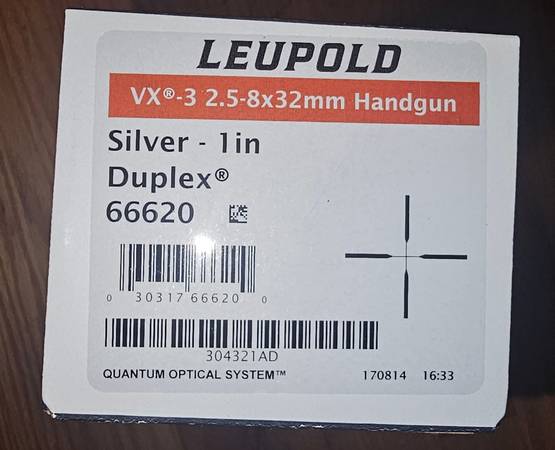 LEUPOLD
VX®-3 2.5-8x32mm Handgun
Silver - 1in
Duplex®
66620
0 30317 66620 0
304321AD
QUANTUM OPTICAL SYSTEM™ 170814 16:33